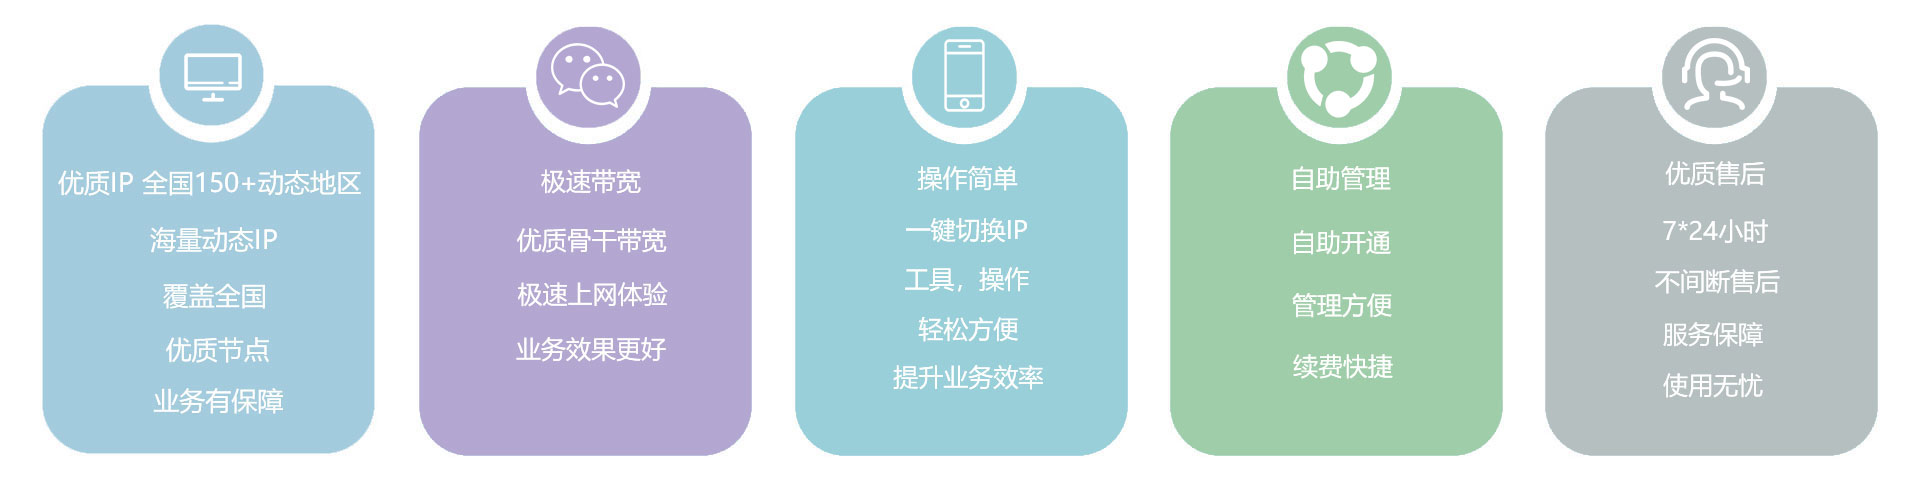 优质IP 全国150+动态地区
海量动态IP
覆盖全国
优质节点
业务有保障
极速带宽
优质骨干带宽
极速上网体验
业务效果更好
操作简单
一键切换IP
工具，操作
轻松方便
提升业务效率
自助管理
自助开通
管理方便
续费快捷
优质售后
7*24小时
不间断售后
服务保障
使用无忧